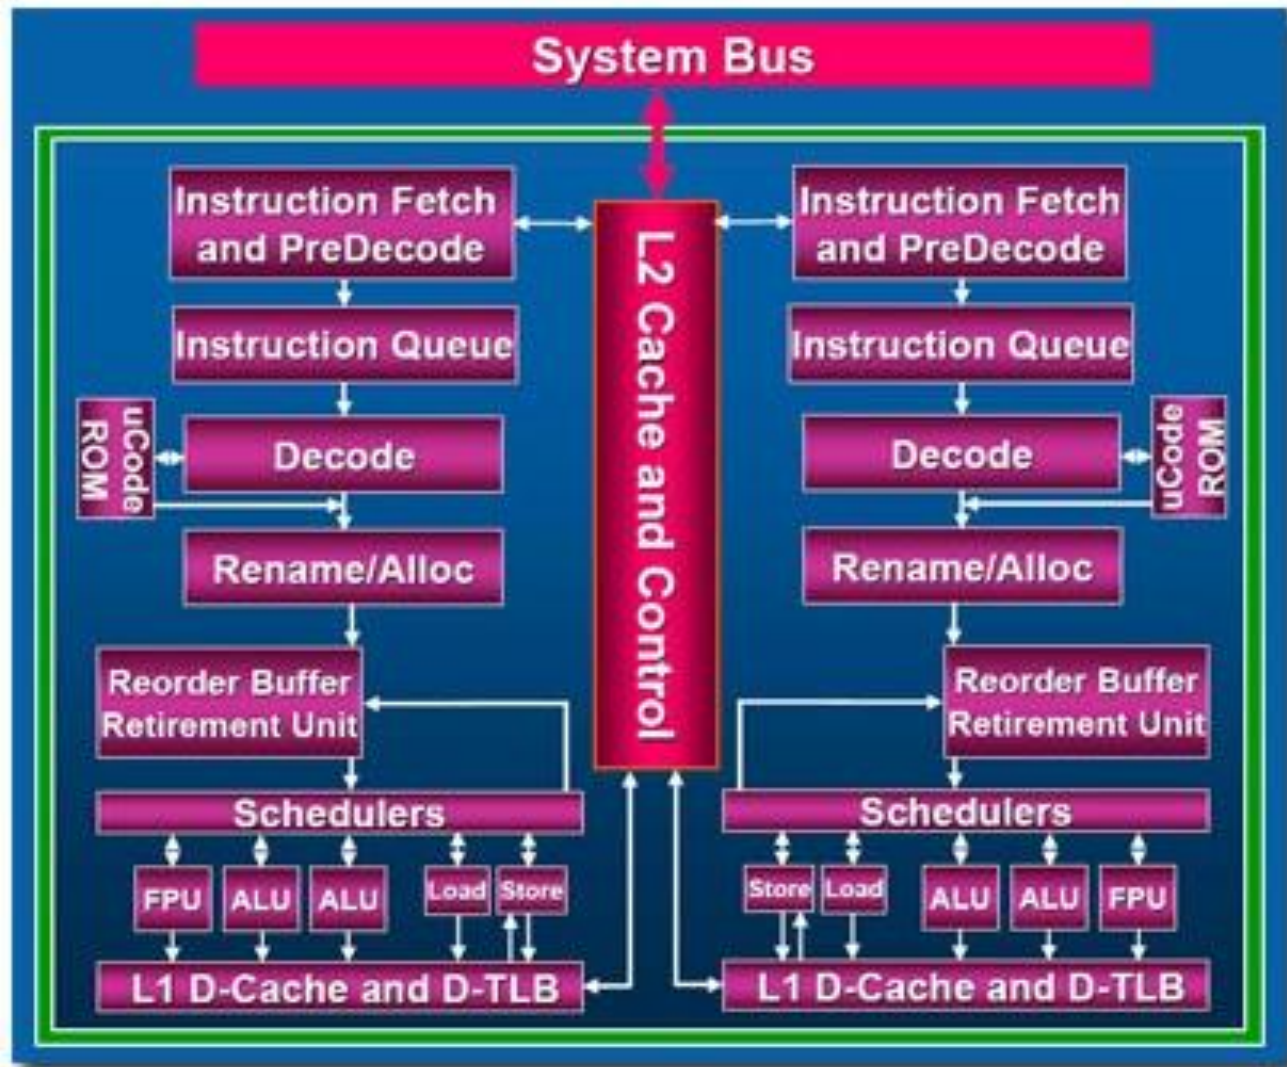 System Bus
Instruction Fetch
and PreDecode
Instruction Queue
uCode
ROM
Decode
Rename/Alloc
Reorder Buffer
Retirement Unit
Schedulers
FPU
ALU
ALU
Load
Store
L1 D-Cache and D-TLB
L2 Cache and Control
Instruction Fetch
and PreDecode
Instruction Queue
Decode
uCode
ROM
Rename/Alloc
Reorder Buffer
Retirement Unit
Schedulers
Store
Load
ALU
ALU
FPU
L1 D-Cache and D-TLB